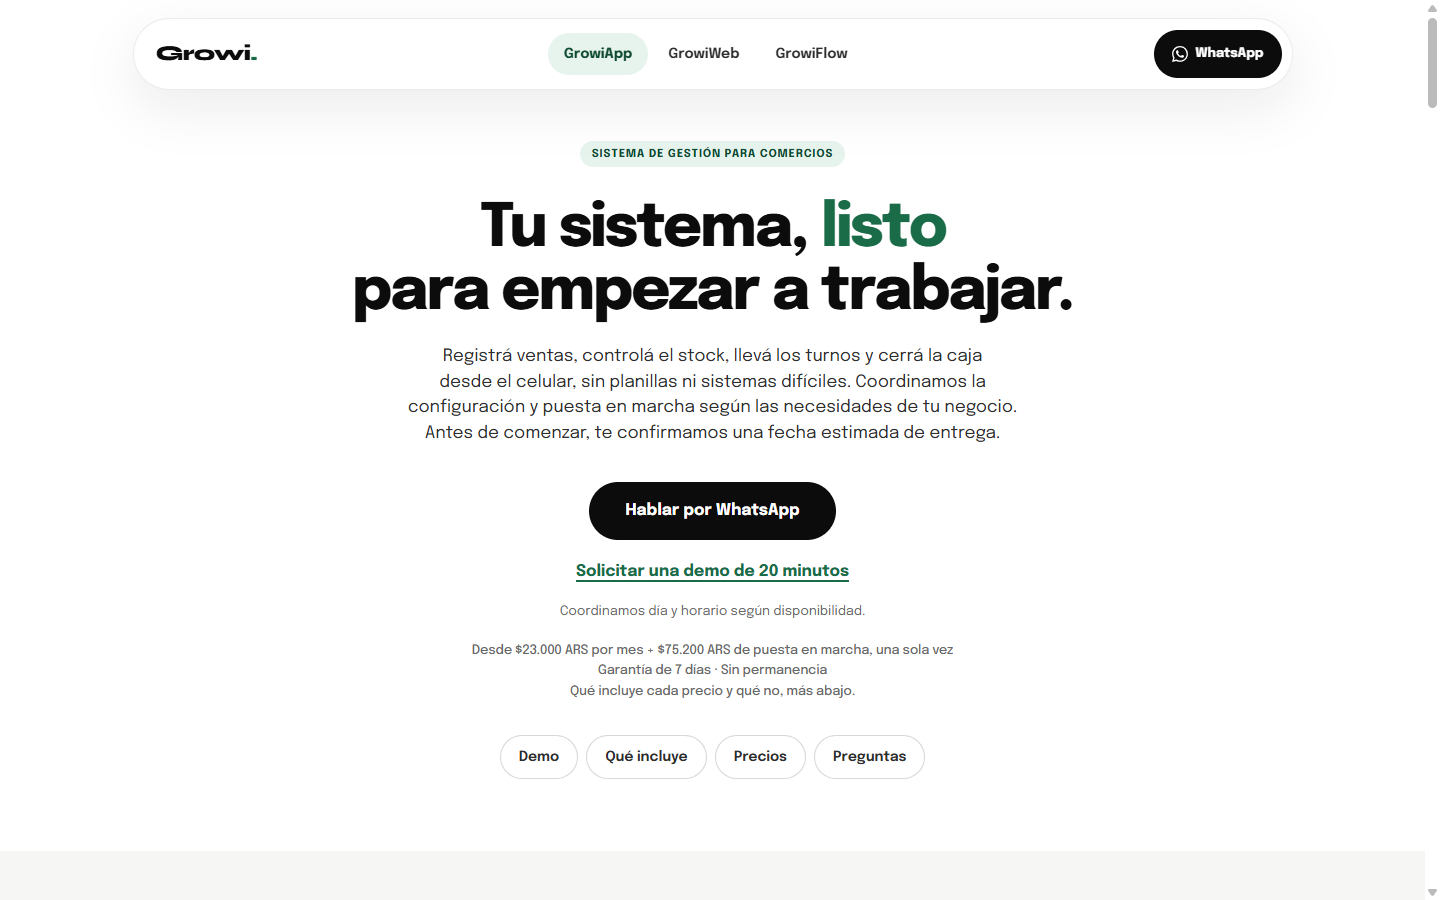 Growi.
GrowiApp
GrowiWeb
GrowiFlow
WhatsApp
SISTEMA DE GESTIÓN PARA COMERCIOS
Tu sistema, listo
para empezar a trabajar.
Registrá ventas, controlá el stock, llevá los turnos y cerrá la caja
desde el celular, sin planillas ni sistemas difíciles. Coordinamos la
configuración y puesta en marcha según las necesidades de tu negocio.
Antes de comenzar, te confirmamos una fecha estimada de entrega.
Hablar por WhatsApp
Solicitar una demo de 20 minutos
Coordinamos día y horario según disponibilidad.
Desde $23.000 ARS por mes + $75.200 ARS de puesta en marcha, una sola vez
Garantía de 7 días · Sin permanencia
Qué incluye cada precio y qué no, más abajo.
Demo
Qué incluye
Precios
Preguntas